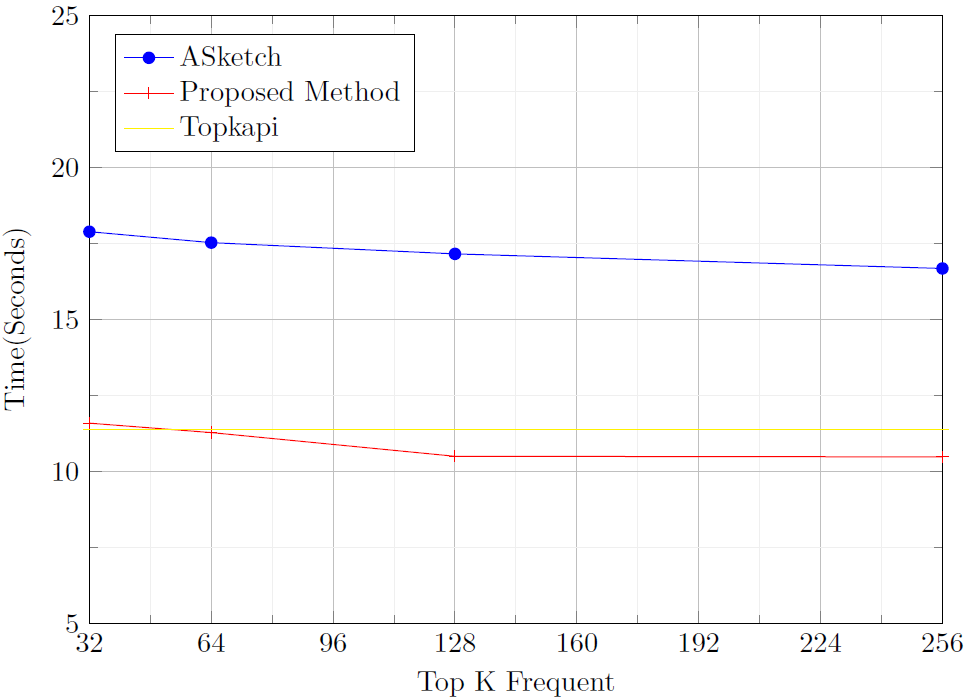 25
20
15
10
5
Time(Seconds)
ASketch
Proposed Method
Topkapi
32 64 96 128 160 192 224 256
Top K Frequent